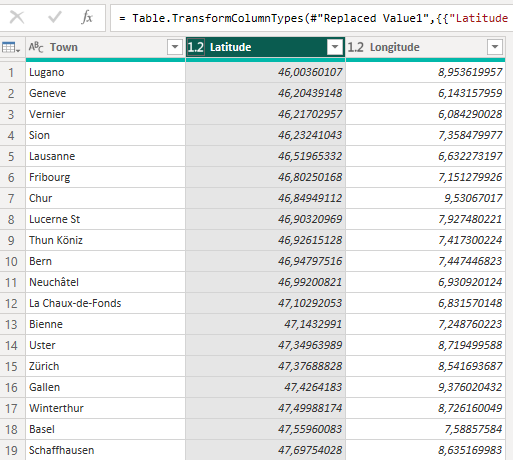 fx = Table.TransformColumnTypes(#"Replaced Value1",{{"Latitude
ABC Town 1.2 Latitude 1.2 Longitude
1 Lugano 46,00360107 8,953619957
2 Geneve 46,20439148 6,143157959
3 Vernier 46,21702957 6,084290028
4 Sion 46,23241043 7,358479977
5 Lausanne 46,51965332 6,632273197
6 Fribourg 46,80250168 7,151279926
7 Chur 46,84949112 9,53067017
8 Lucerne St 46,90320969 7,927480221
9 Thun Köniz 46,92615128 7,417300224
10 Bern 46,94797516 7,447446823
11 Neuchâtel 46,99200821 6,930920124
12 La Chaux-de-Fonds 47,10292053 6,831570148
13 Bienne 47,1432991 7,248760223
14 Uster 47,34963989 8,719499588
15 Zürich 47,37688828 8,541693687
16 Gallen 47,4264183 9,376020432
17 Winterthur 47,49988174 8,726160049
18 Basel 47,55960083 7,58857584
19 Schaffhausen 47,69754028 8,635169983